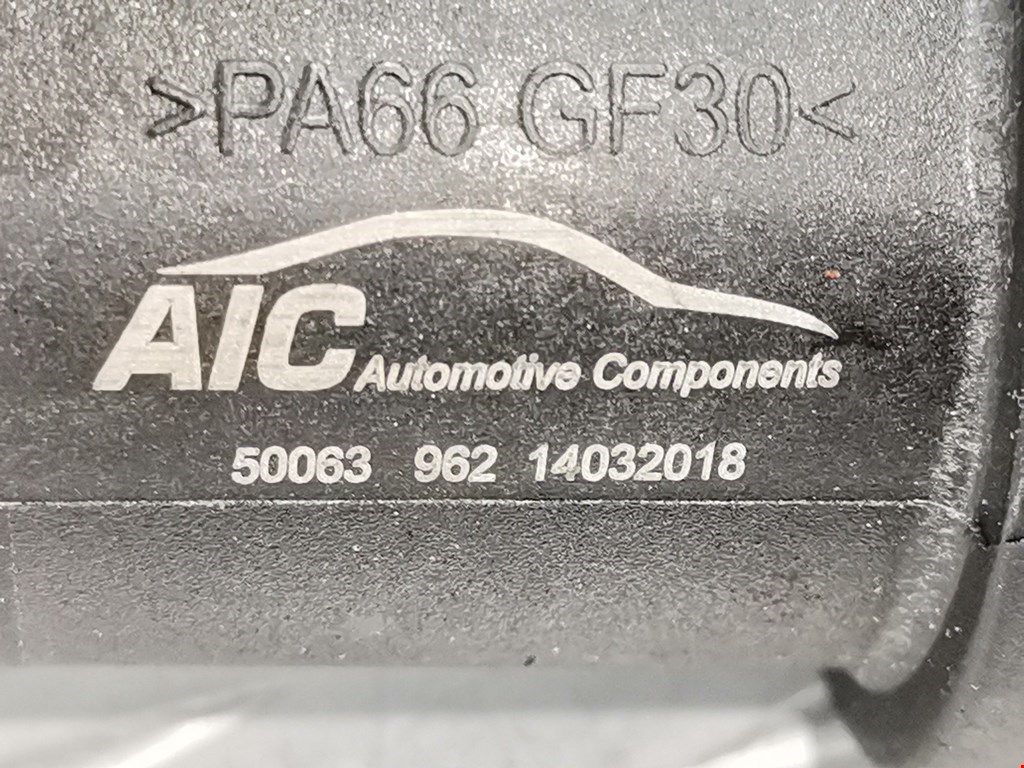 >PA66 GF30<
AIC Automotive Components
50063 962 14032018